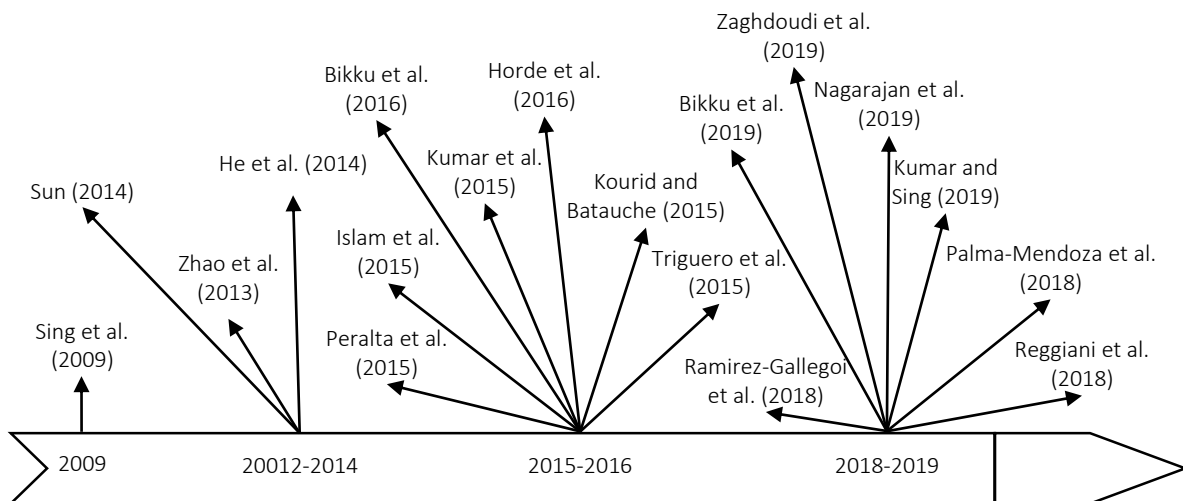 Zaghdoudi et al.
(2019)
Bikku et al.
(2016)
Horde et al.
(2016)
Bikku et al.
(2019)
Nagarajan et al.
(2019)
Sun (2014)
He et al. (2014)
Kumar et al.
(2015)
Kourid and
Batauche (2015)
Kumar and
Sing (2019)
Zhao et al.
(2013)
Islam et al.
(2015)
Triguero et al.
(2015)
Palma-Mendoza et al.
(2018)
Sing et al.
(2009)
Peralta et al.
(2015)
Ramirez-Gallegoi
et al. (2018)
Reggiani et al.
(2018)
2009
20012-2014
2015-2016
2018-2019